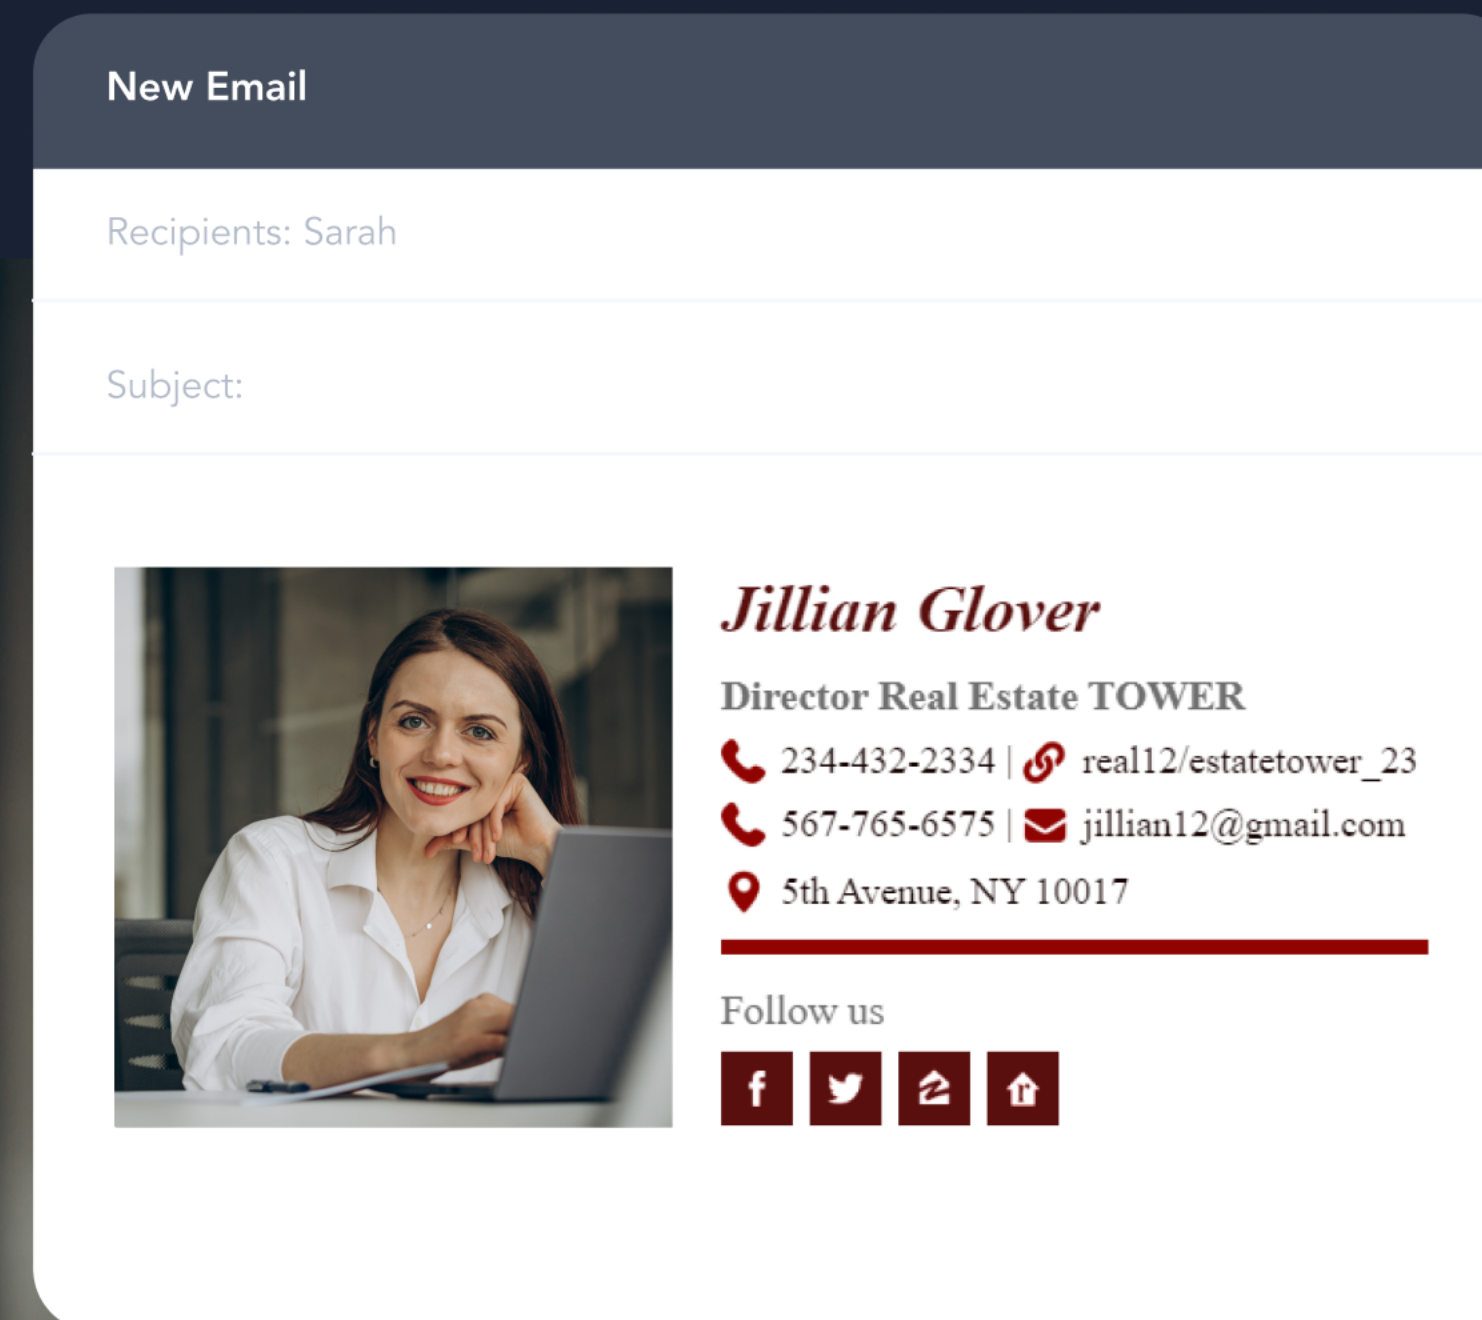 New Email
Recipients: Sarah
Subject:
Jillian Glover
Director Real Estate TOWER
234-432-2334 | real12/estatetower_23
567-765-6575 | jillian12@gmail.com
5th Avenue, NY 10017
Follow us